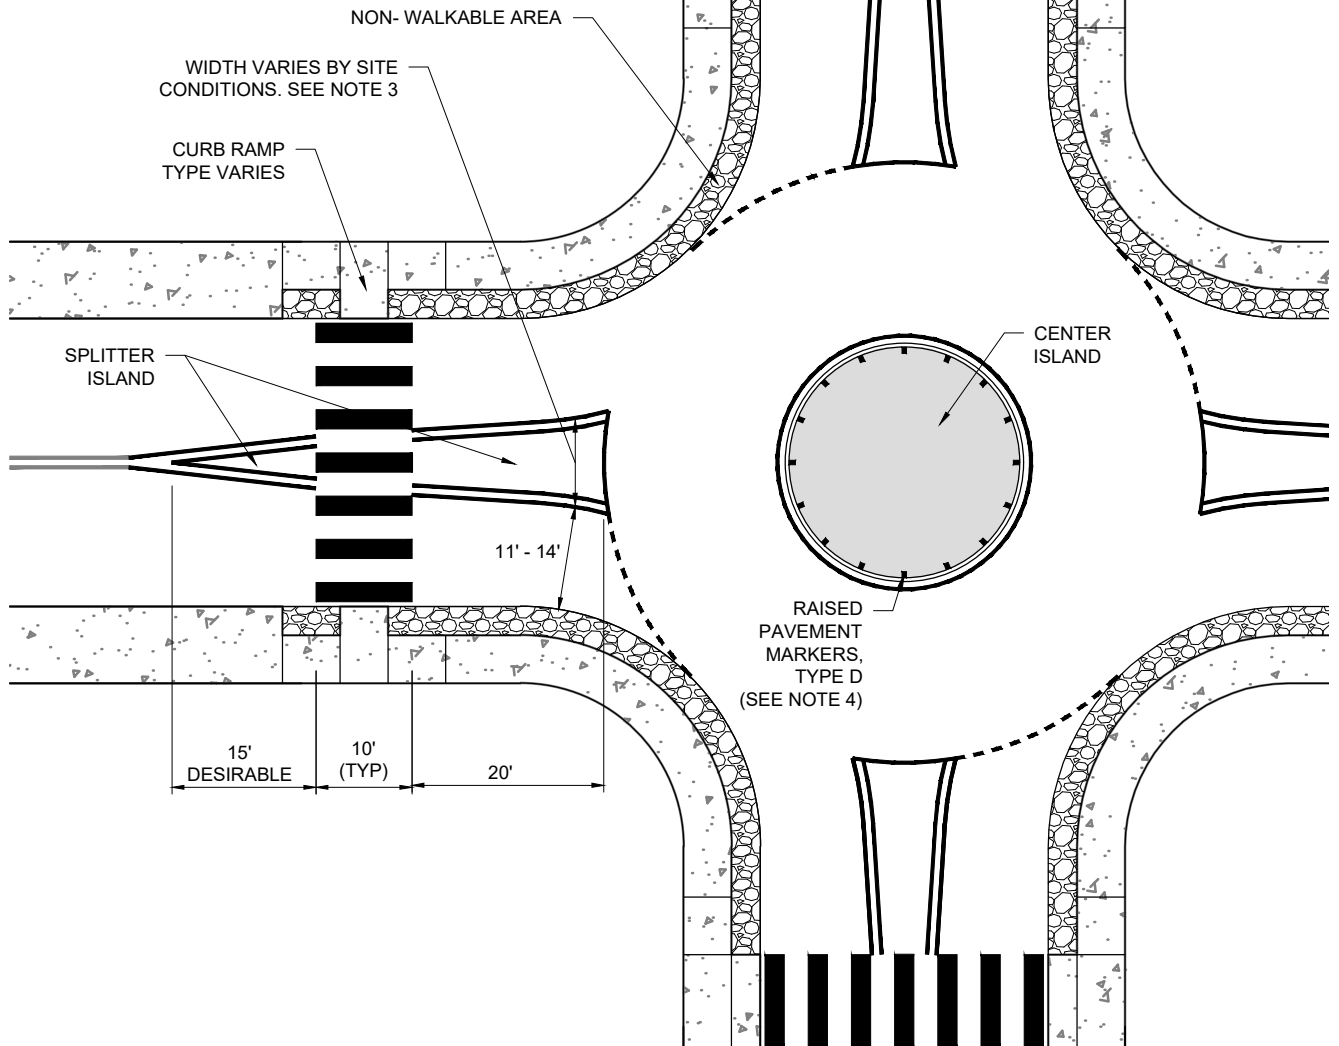 NON- WALKABLE AREA
WIDTH VARIES BY SITE
CONDITIONS. SEE NOTE 3
CURB RAMP
TYPE VARIES
SPLITTER
ISLAND
CENTER
ISLAND
11' - 14'
RAISED
PAVEMENT
MARKERS,
TYPE D
(SEE NOTE 4)
15'
DESIRABLE
10'
(TYP)
20'